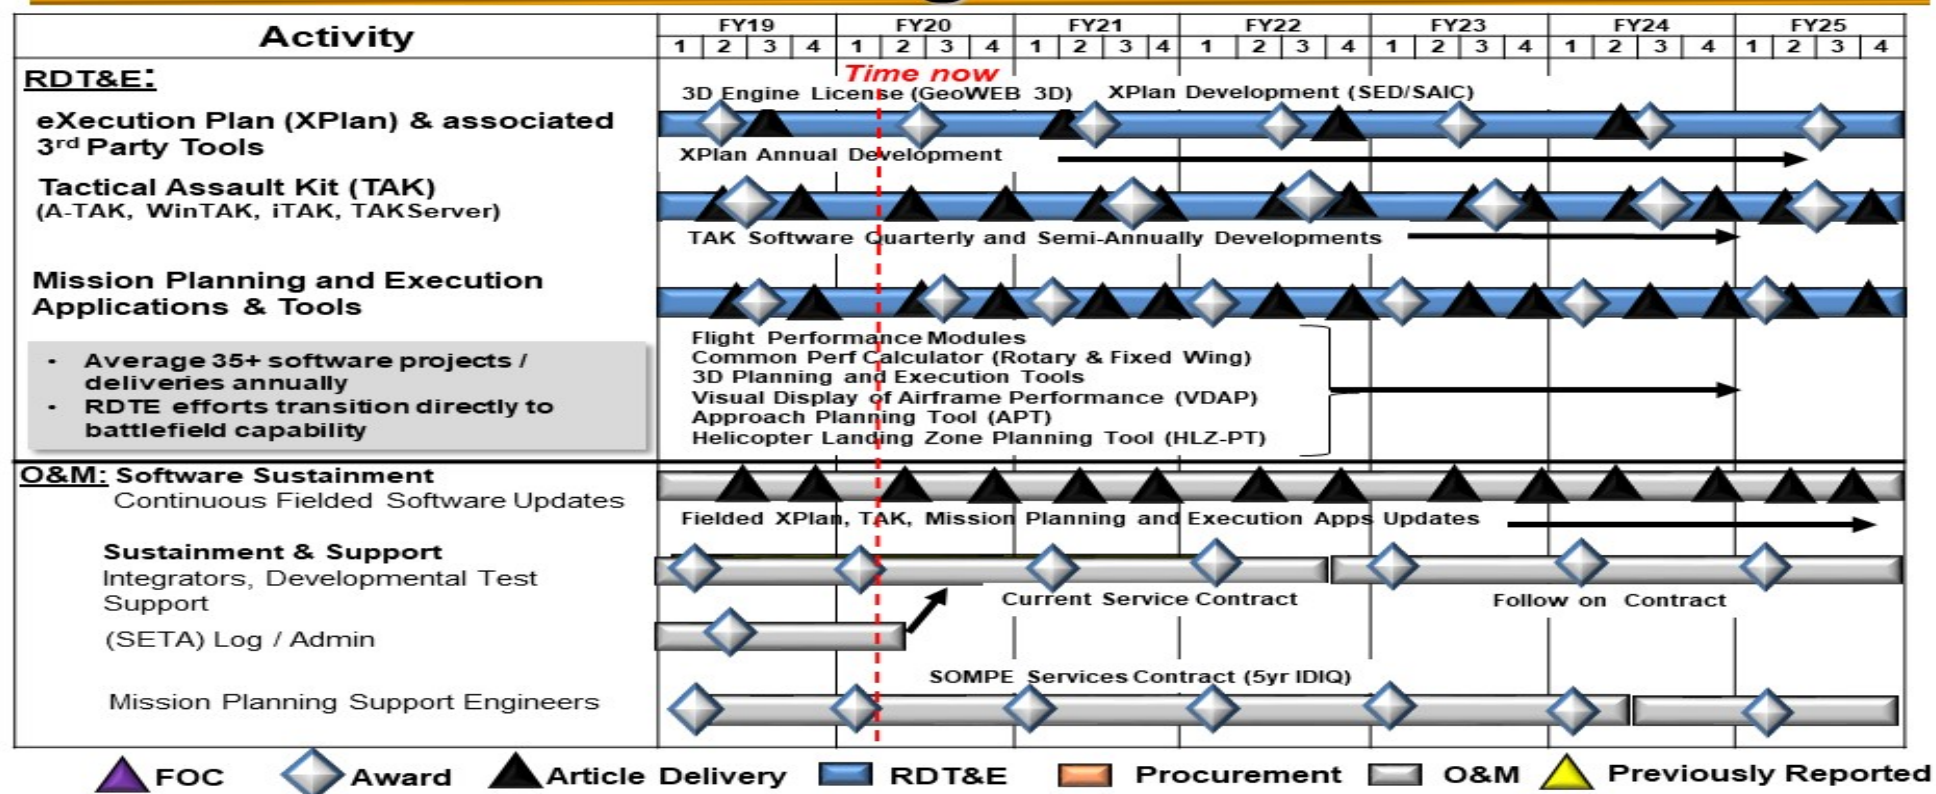 Activity
FY19 FY20 FY21 FY22 FY23 FY24 FY25
1 2 3 4 1 2 3 4 1 2 3 4 1 2 3 4 1 2 3 4 1 2 3 4 1 2 3 4
RDT&E:
Time now
3D Engine License (GeoWEB 3D) XPlan Development (SED/SAIC)
eXecution Plan (XPlan) & associated
3rd Party Tools
XPlan Annual Development
Tactical Assault Kit (TAK)
(A-TAK, WinTAK, iTAK, TAKServer)
TAK Software Quarterly and Semi-Annually Developments
Mission Planning and Execution
Applications & Tools
Flight Performance Modules
Common Perf Calculator (Rotary & Fixed Wing)
3D Planning and Execution Tools
Visual Display of Airframe Performance (VDAP)
Approach Planning Tool (APT)
Helicopter Landing Zone Planning Tool (HLZ-PT)
• Average 35+ software projects /
deliveries annually
• RDTE efforts transition directly to
battlefield capability
O&M: Software Sustainment
Continuous Fielded Software Updates
Fielded XPlan, TAK, Mission Planning and Execution Apps Updates
Sustainment & Support
Integrators, Developmental Test
Support
Current Service Contract
Follow on Contract
(SETA) Log / Admin
SOMPE Services Contract (5yr IDIQ)
Mission Planning Support Engineers
FOC Award Article Delivery RDT&E Procurement O&M Previously Reported